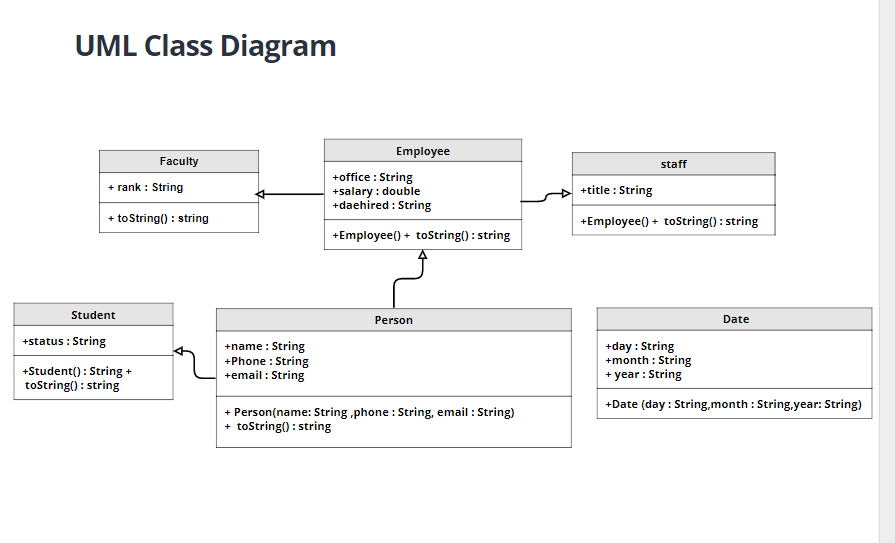 UML Class Diagram
Faculty
+ rank : String
+ toString() : string
Employee
+office : String
+salary : double
+daehired : String
+Employee() + toString() : string
staff
+title : String
+Employee() + toString() : string
Student
+status : String
+Student() : String +
toString() : string
Person
+name : String
+Phone : String
+email : String
+ Person(name: String ,phone : String, email : String)
+ toString() : string
Date
+day : String
+month : String
+ year : String
+Date (day : String,month : String,year: String)